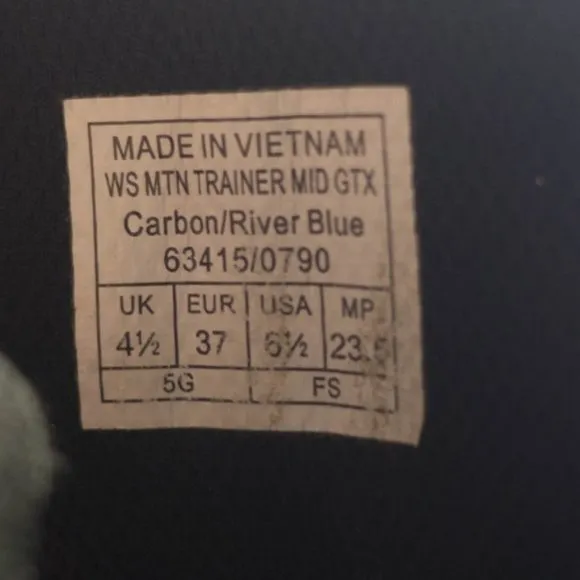 MADE IN VIETNAM
WS MTN TRAINER MID GTX
Carbon/River Blue
63415/0790
UK EUR USA MP
4½ 37 6½ 23.5
5G FS